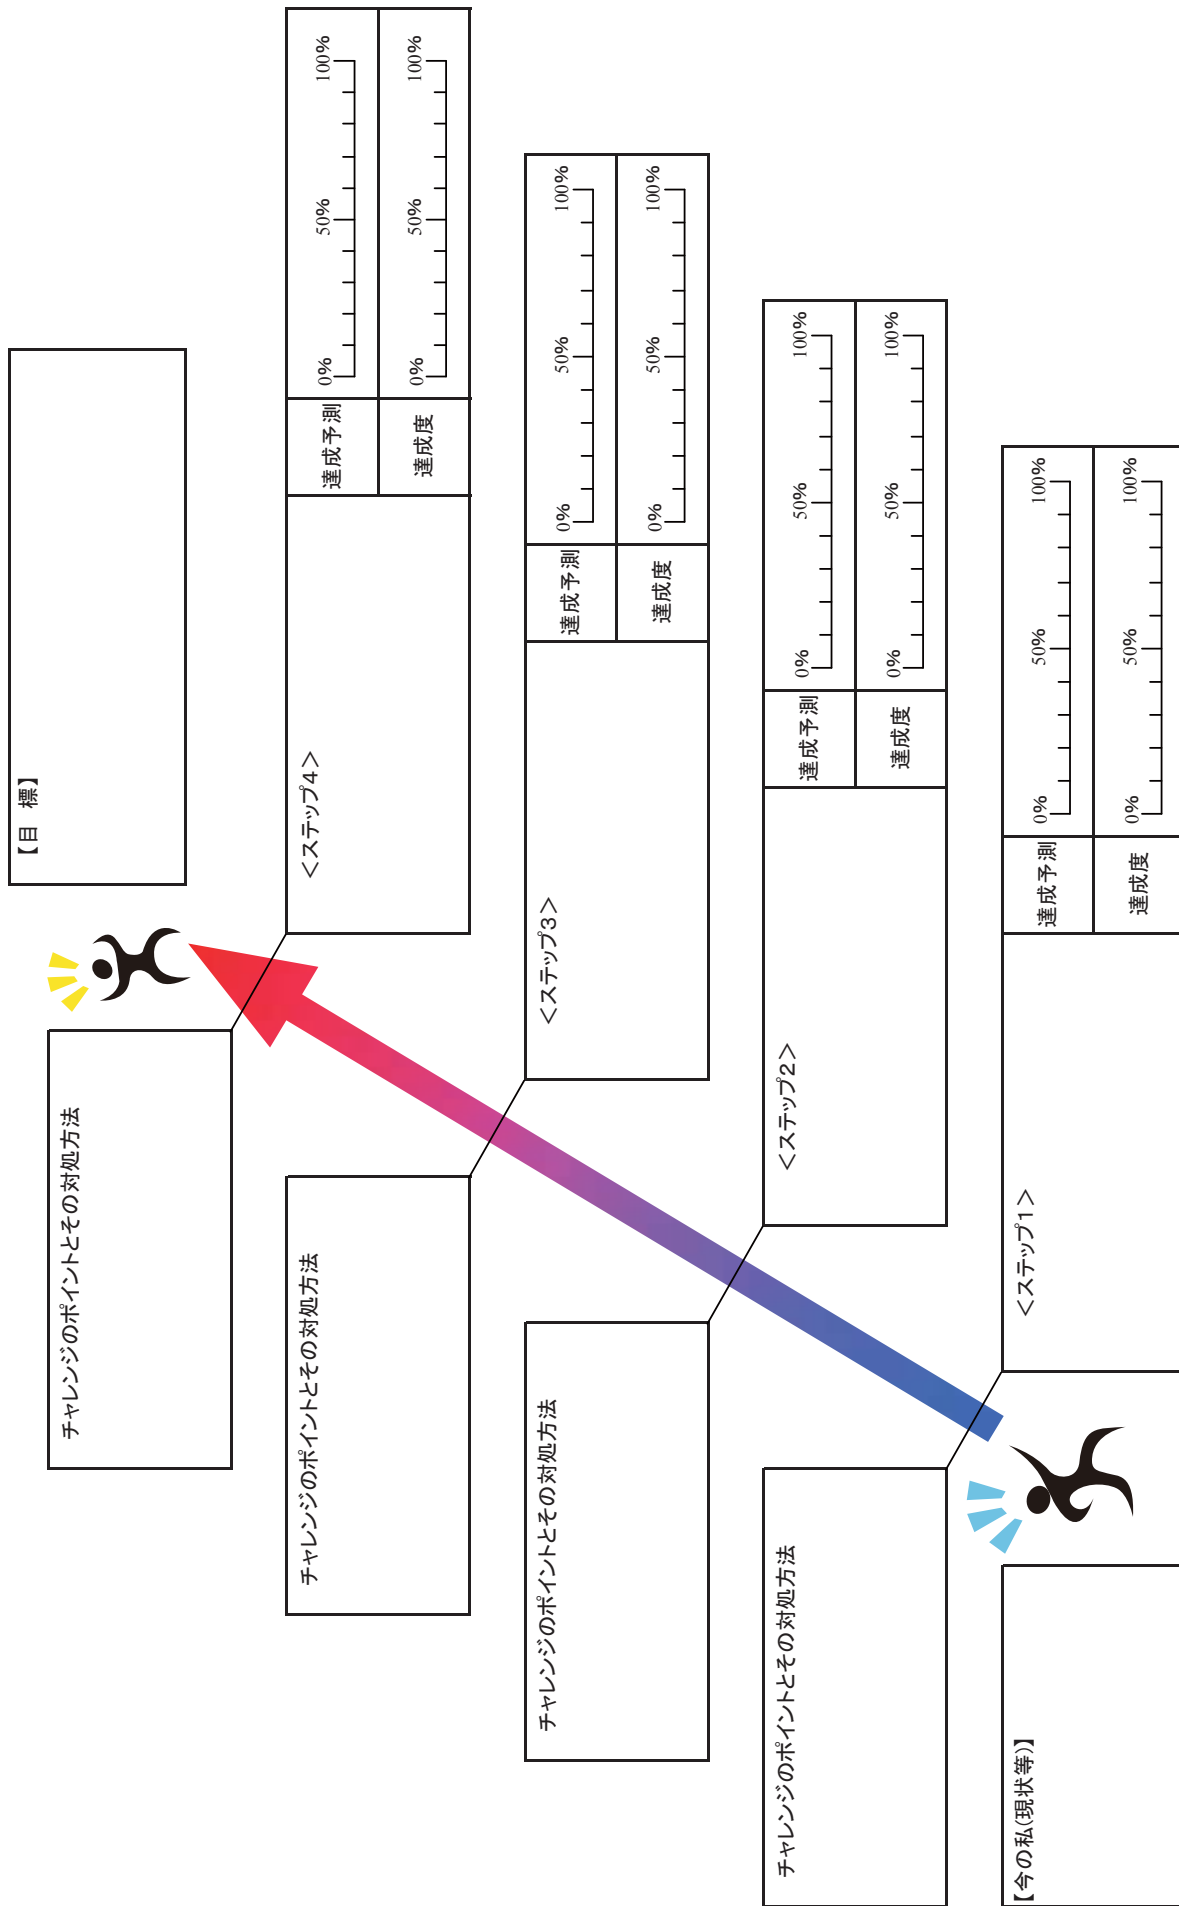 【目 標】
チャレンジのポイントとその対処方法
＜ステップ4＞
達成予測
0% 50% 100%
達成度
0% 50% 100%
チャレンジのポイントとその対処方法
＜ステップ3＞
達成予測
0% 50% 100%
達成度
0% 50% 100%
チャレンジのポイントとその対処方法
＜ステップ2＞
達成予測
0% 50% 100%
達成度
0% 50% 100%
チャレンジのポイントとその対処方法
＜ステップ1＞
達成予測
0% 50% 100%
達成度
0% 50% 100%
【今の私(現状等)】